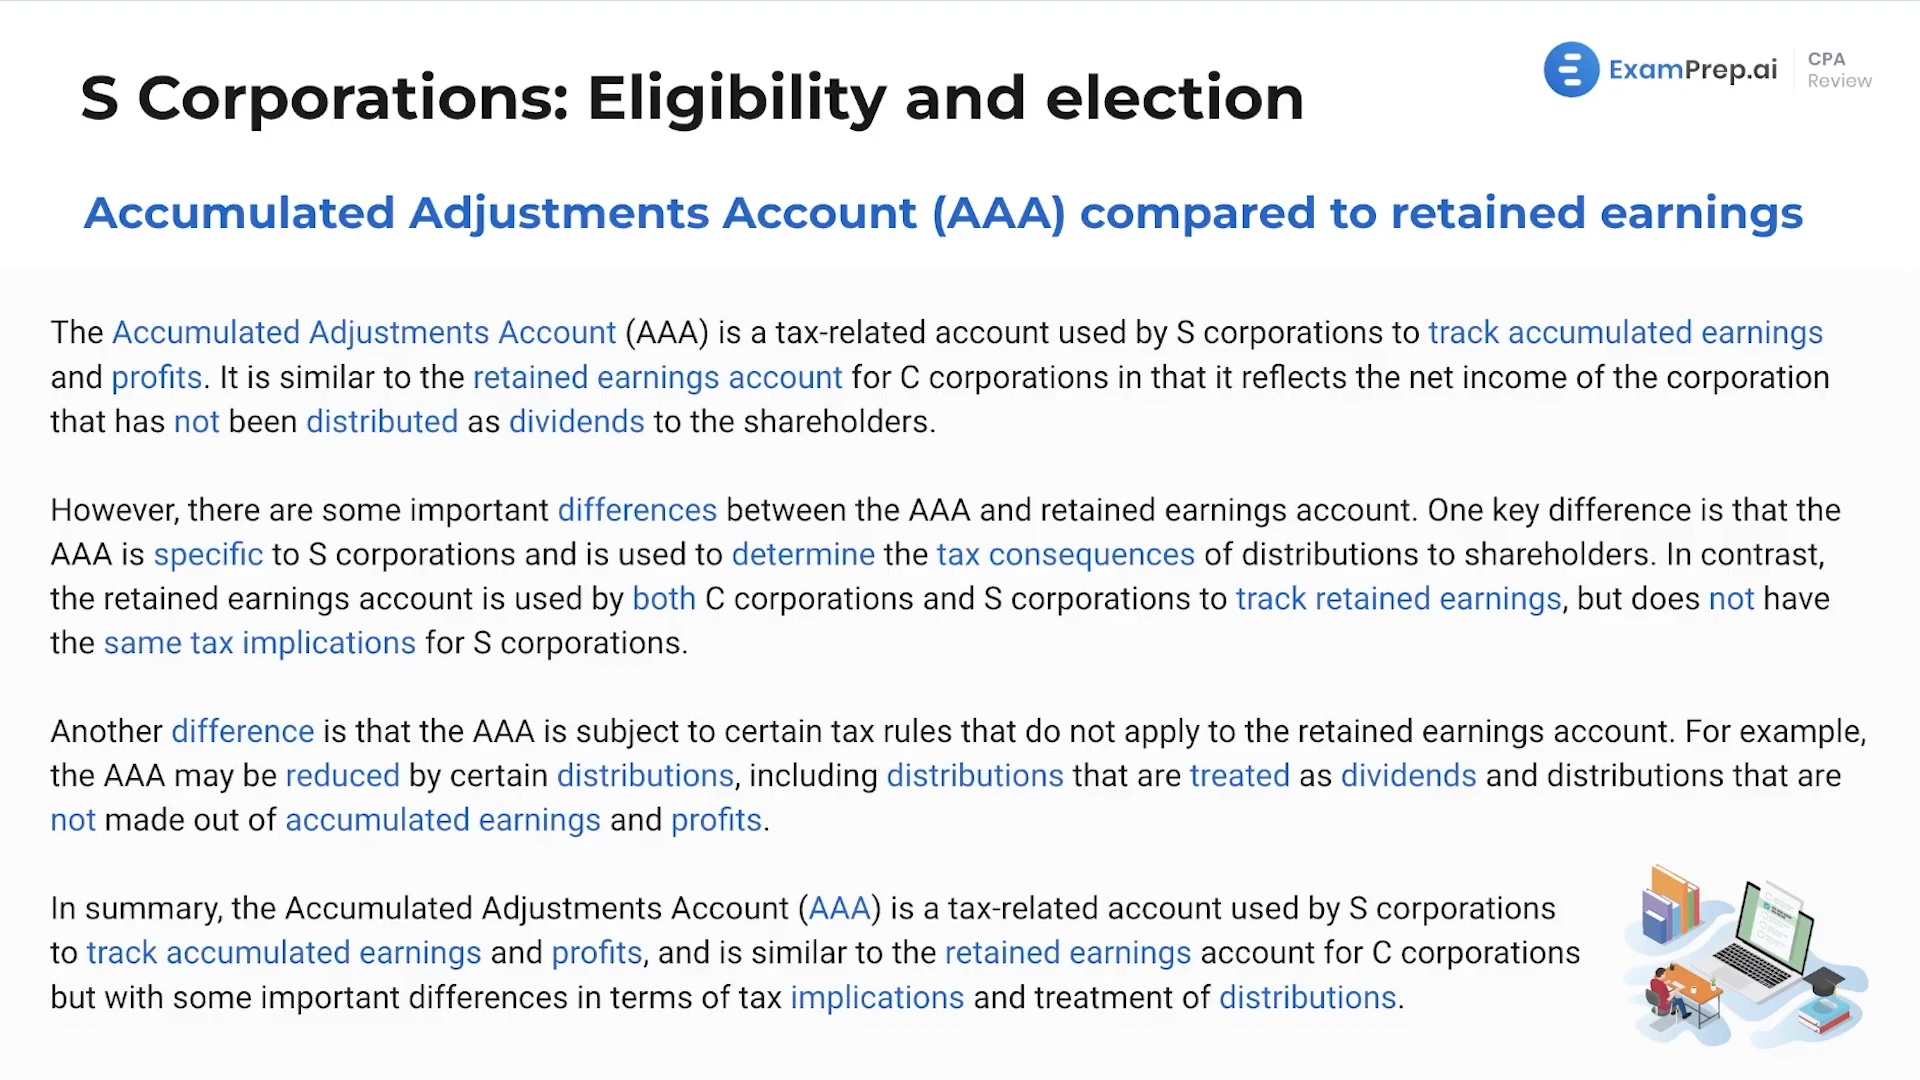 S Corporations: Eligibility and election
ExamPrep.ai
CPA
Review
Accumulated Adjustments Account (AAA) compared to retained earnings
The Accumulated Adjustments Account (AAA) is a tax-related account used by S corporations to track accumulated earnings
and profits. It is similar to the retained earnings account for C corporations in that it reflects the net income of the corporation
that has not been distributed as dividends to the shareholders.
However, there are some important differences between the AAA and retained earnings account. One key difference is that the
AAA is specific to S corporations and is used to determine the tax consequences of distributions to shareholders. In contrast,
the retained earnings account is used by both C corporations and S corporations to track retained earnings, but does not have
the same tax implications for S corporations.
Another difference is that the AAA is subject to certain tax rules that do not apply to the retained earnings account. For example,
the AAA may be reduced by certain distributions, including distributions that are treated as dividends and distributions that are
not made out of accumulated earnings and profits.
In summary, the Accumulated Adjustments Account (AAA) is a tax-related account used by S corporations
to track accumulated earnings and profits, and is similar to the retained earnings account for C corporations
but with some important differences in terms of tax implications and treatment of distributions.